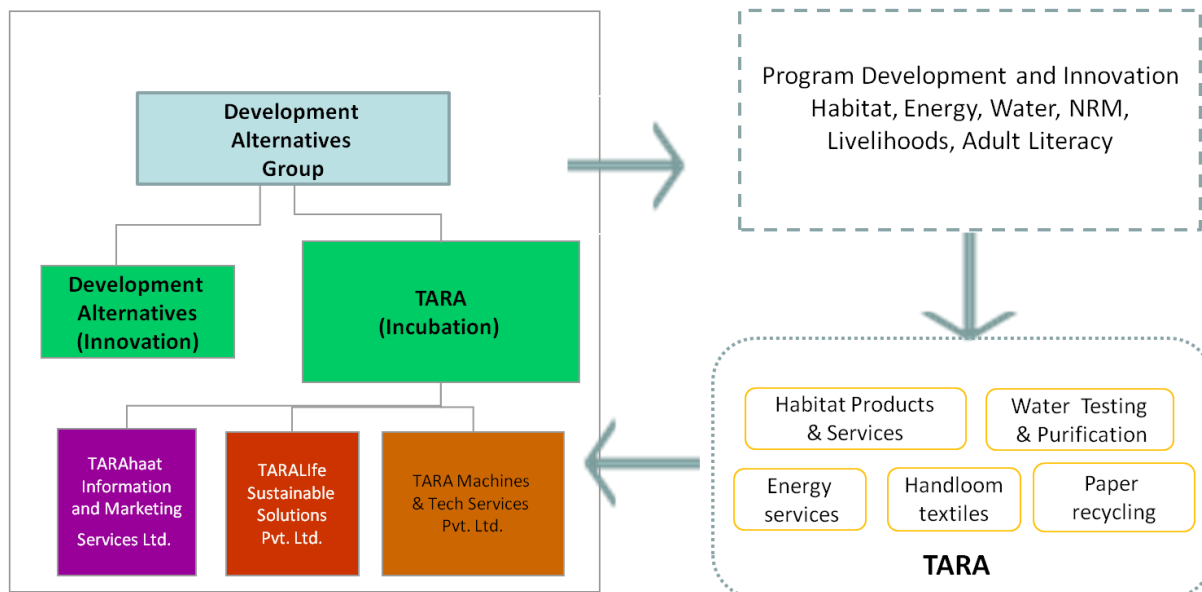 Development
Alternatives
Group
Development
Alternatives
(Innovation)
TARA
(Incubation)
TARAhaat
Information
and Marketing
Services Ltd.
TARALIfe
Sustainable
Solutions
Pvt. Ltd.
TARA Machines
& Tech Services
Pvt. Ltd.
Program Development and Innovation
Habitat, Energy, Water, NRM,
Livelihoods, Adult Literacy
Habitat Products
& Services
Water Testing
& Purification
Energy
services
Handloom
textiles
Paper
recycling
TARA